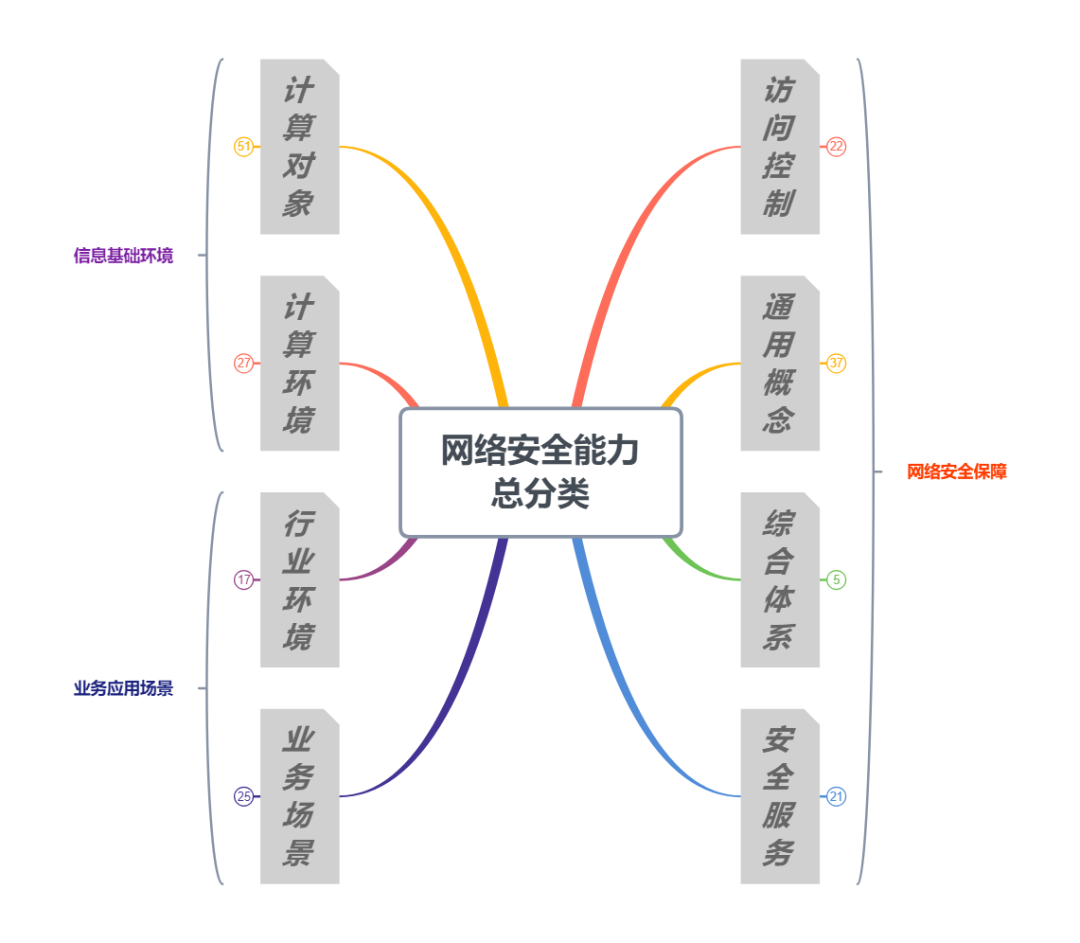 网络安全能力
总分类
信息基础环境
计算对象
51
计算环境
27
业务应用场景
行业环境
17
业务场景
25
网络安全保障
访问控制
22
通用概念
37
综合体系
5
安全服务
21